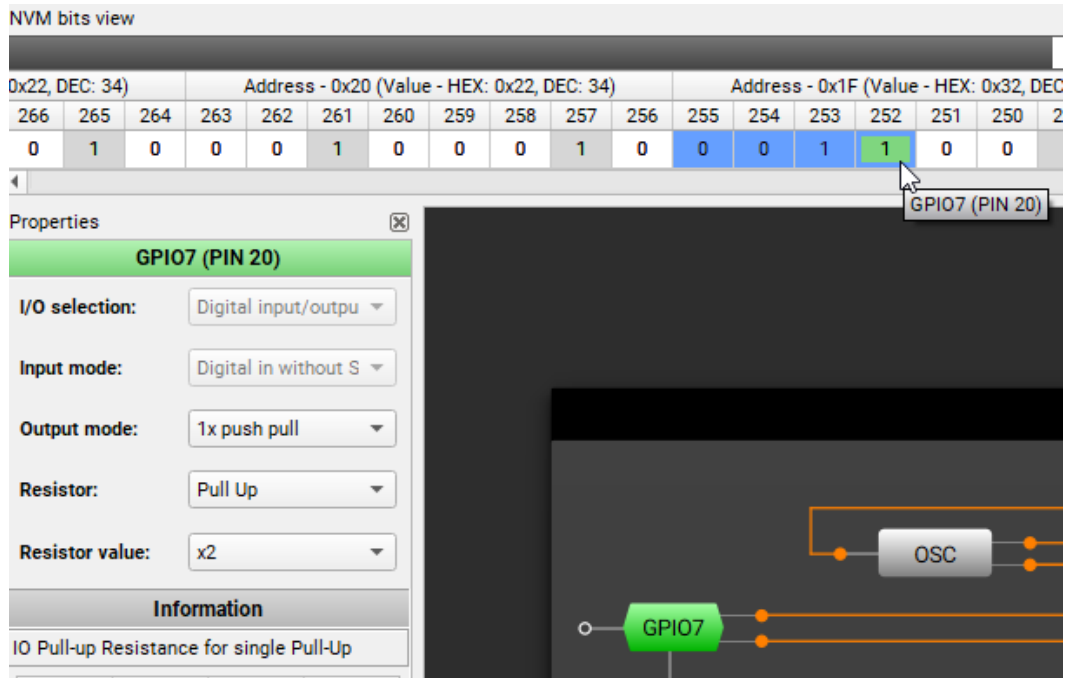 NVM bits view
0x22, DEC: 34) Address - 0x20 (Value - HEX: 0x22, DEC: 34) Address - 0x1F (Value - HEX: 0x32, DEC
266 265 264 263 262 261 260 259 258 257 256 255 254 253 252 251 250 2
0 1 0 0 0 1 0 0 0 1 0 0 0 1 1 0 0
GPIO7 (PIN 20)
Properties
GPIO7 (PIN 20)
I/O selection: Digital input/outpu
Input mode: Digital in without S
Output mode: 1x push pull
Resistor: Pull Up
Resistor value: x2
Information
IO Pull-up Resistance for single Pull-Up
OSC
GPIO7